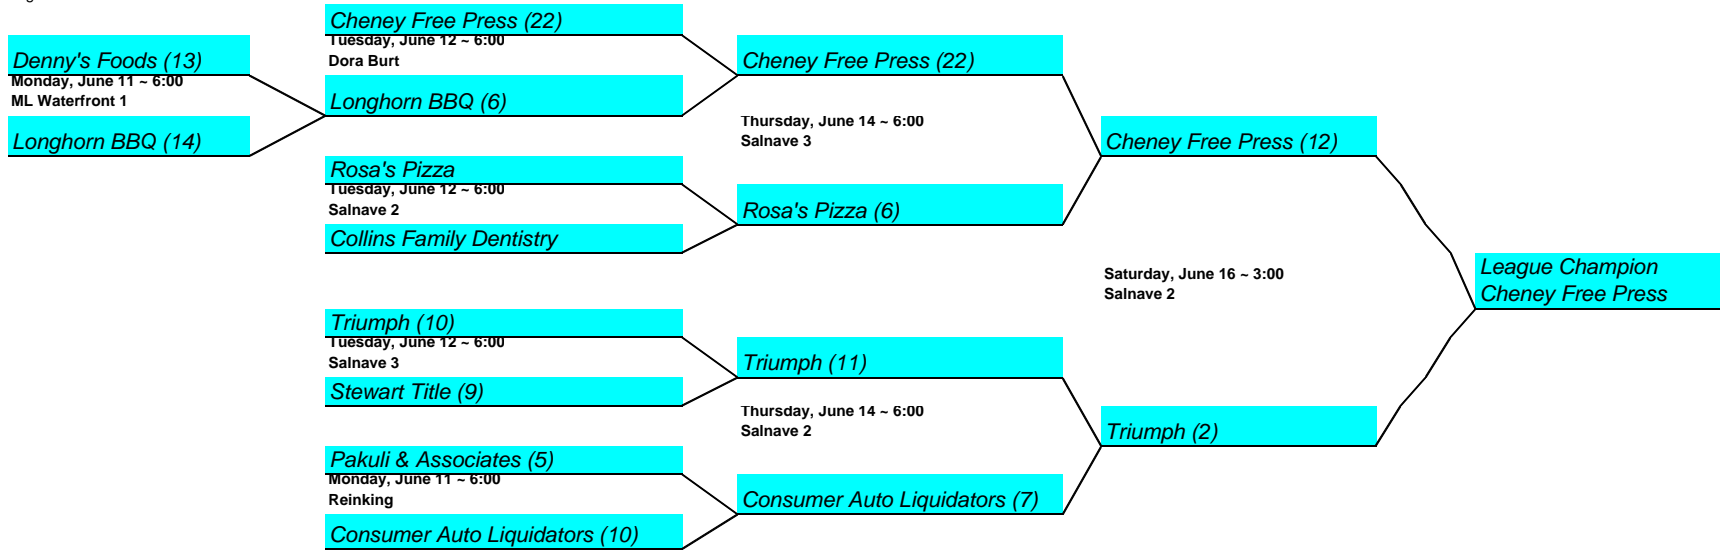 Cheney Free Press (22)
Tuesday, June 12 ~ 6:00
Dora Burt
Denny's Foods (13)
Monday, June 11 ~ 6:00
ML Waterfront 1
Longhorn BBQ (14)
Longhorn BBQ (6)
Cheney Free Press (22)
Thursday, June 14 ~ 6:00
Salnave 3
Rosa's Pizza
Tuesday, June 12 ~ 6:00
Salnave 2
Collins Family Dentistry
Rosa's Pizza (6)
Cheney Free Press (12)
Saturday, June 16 ~ 3:00
Salnave 2
League Champion
Cheney Free Press
Triumph (10)
Tuesday, June 12 ~ 6:00
Salnave 3
Stewart Title (9)
Triumph (11)
Thursday, June 14 ~ 6:00
Salnave 2
Triumph (2)
Pakuli & Associates (5)
Monday, June 11 ~ 6:00
Reinking
Consumer Auto Liquidators (10)
Consumer Auto Liquidators (7)